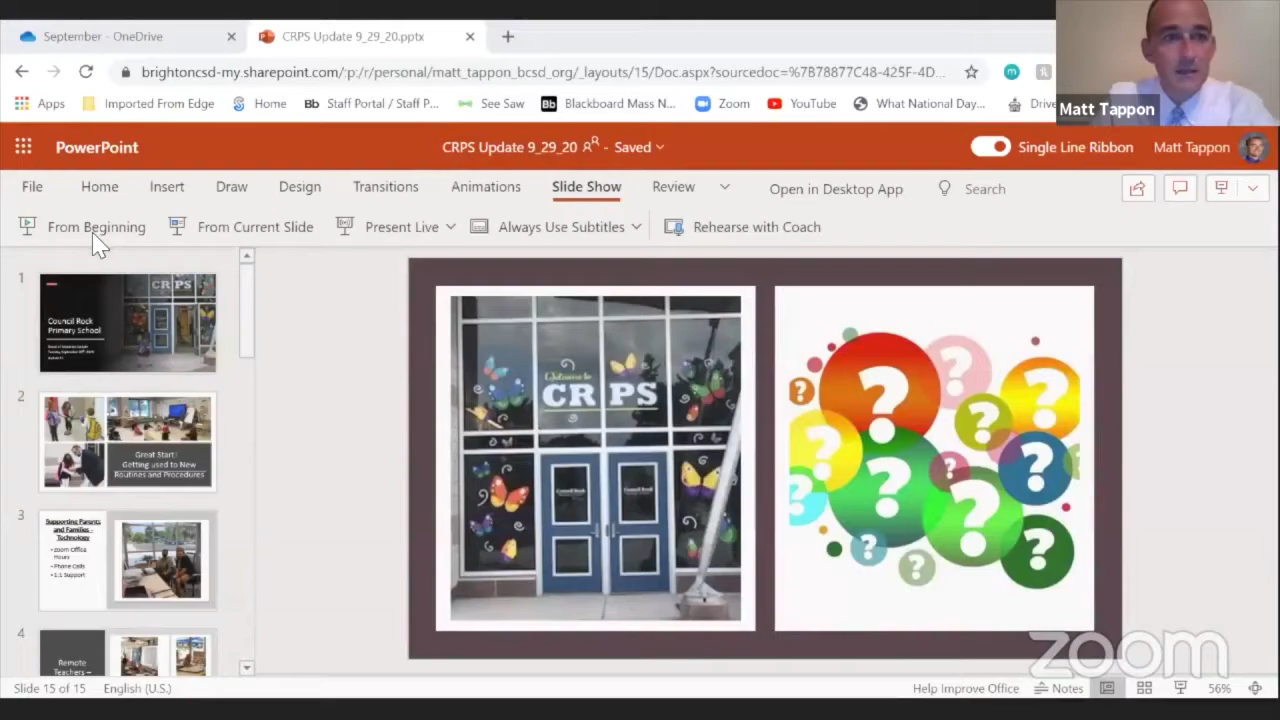 September - OneDrive
CRPS Update 9_29_20.pptx
brightoncsd-my.sharepoint.com/:p:/r/personal/matt_tappon_bcsd_org/_layouts/15/Doc.aspx?sourcedoc=%7B78877C48-425F-4D...
Apps Imported From Edge Home Bb Staff Portal / Staff P... See Saw Bb Blackboard Mass N... Zoom YouTube What National Day... Drive
Matt Tappon
PowerPoint CRPS Update 9_29_20 - Saved Single Line Ribbon Matt Tappon
File Home Insert Draw Design Transitions Animations Slide Show Review Open in Desktop App Search
From Beginning From Current Slide Present Live Always Use Subtitles Rehearse with Coach
1
CRPS
Council Rock
Primary School
2
Great Start!
Getting used to New
Routines and Procedures
3
Supporting Parents
and Families -
Technology
• Zoom Office
Hours
• Phone Calls
• 1:1 Support
4
Remote
Teachers –
Welcome to
CRPS
? ? ? ? ? ? ? ? ? ? ? ?
zoom
Slide 15 of 15 English (U.S.) Help Improve Office Notes 56%